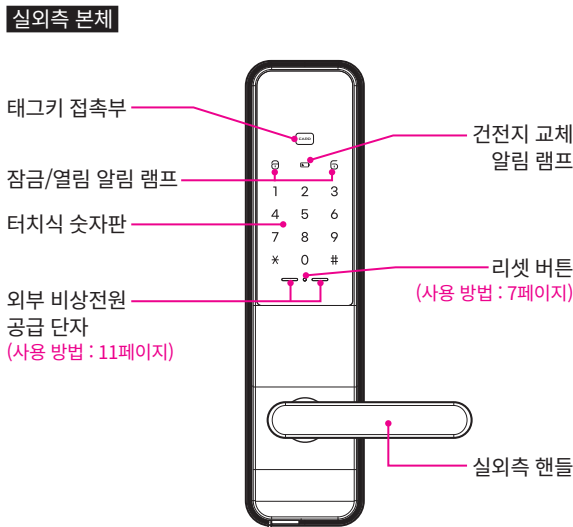 실외측 본체
태그키 접촉부
잠금/열림 알림 램프
터치식 숫자판
외부 비상전원
공급 단자
(사용 방법 : 11페이지)
CARD
1 2 3
4 5 6
7 8 9
* 0 #
건전지 교체
알림 램프
리셋 버튼
(사용 방법 : 7페이지)
실외측 핸들